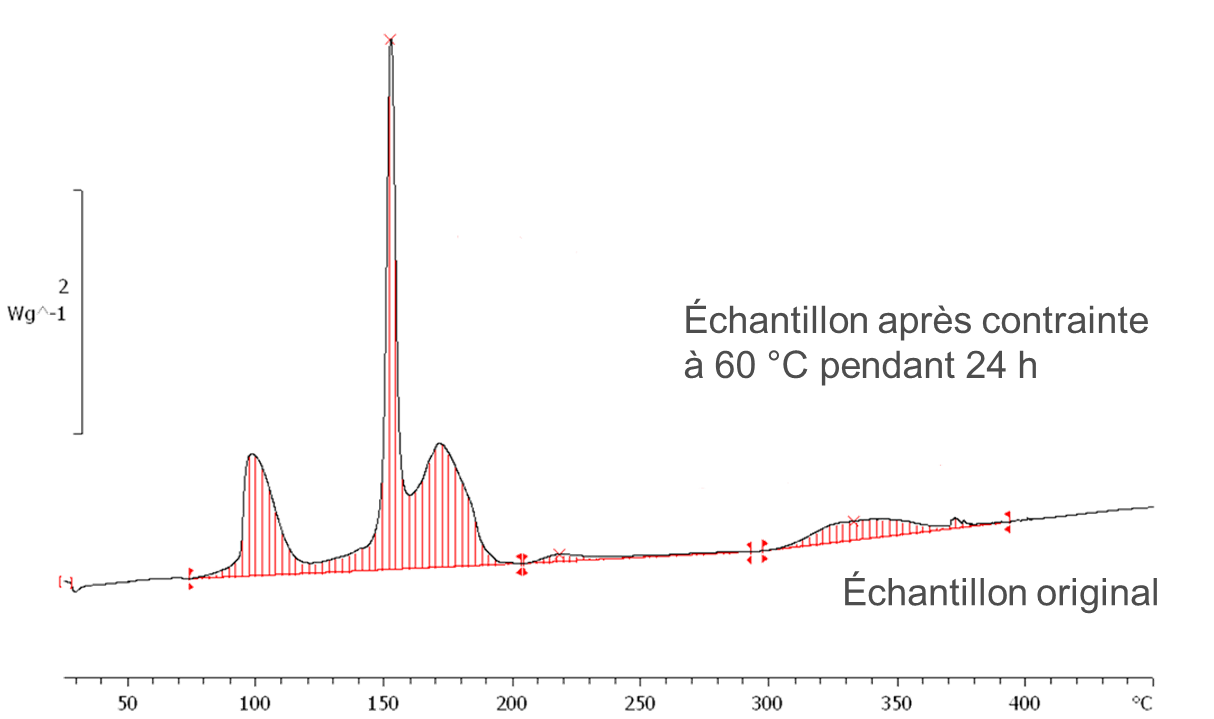 2
Wg^-1
Échantillon après contrainte
à 60 °C pendant 24 h
Échantillon original
50 100 150 200 250 300 350 400 °C